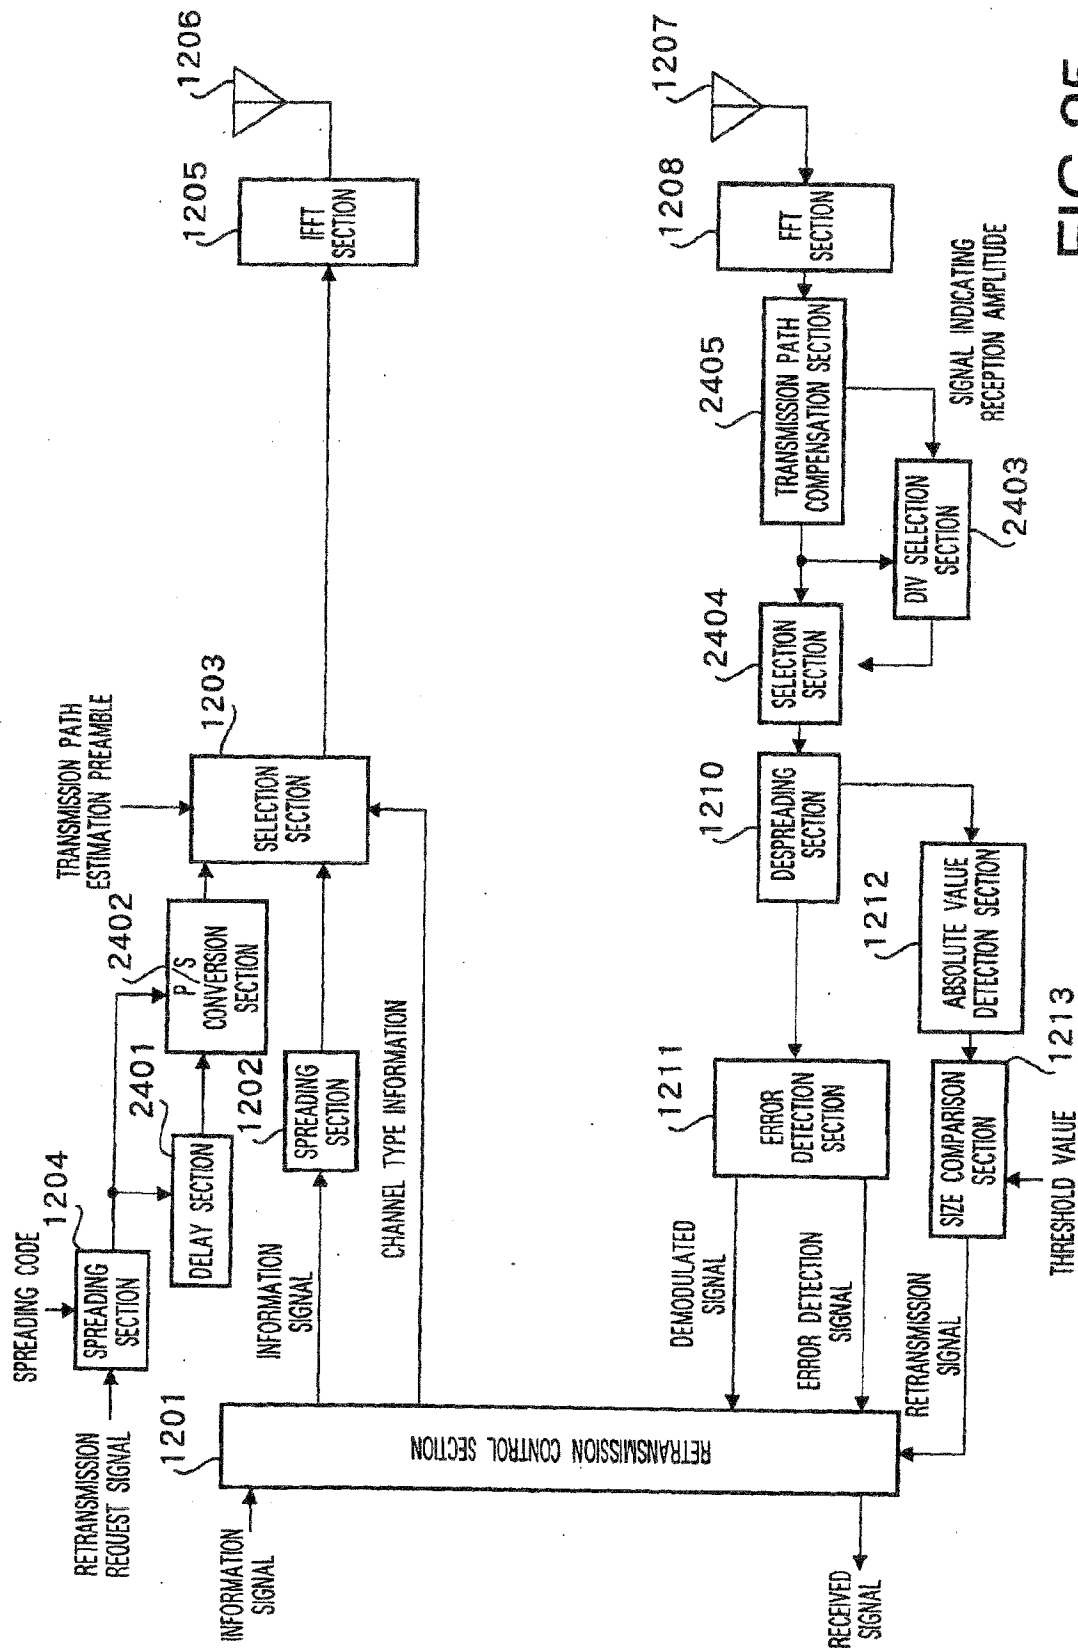 SPREADING CODE
1204
SPREADING
SECTION
RETRANSMISSION
REQUEST SIGNAL
2401
DELAY SECTION
2402
P/S
CONVERSION
SECTION
TRANSMISSION PATH
ESTIMATION PREAMBLE
1203
SELECTION
SECTION
1205
IFFT
SECTION
1206
1202
SPREADING
SECTION
INFORMATION
SIGNAL
CHANNEL TYPE INFORMATION
1201
RETRANSMISSION CONTROL SECTION
INFORMATION
SIGNAL
RECEIVED
SIGNAL
DEMODULATED
SIGNAL
ERROR DETECTION
SIGNAL
RETRANSMISSION
SIGNAL
1211
ERROR
DETECTION
SECTION
1210
DESPREADING
SECTION
2404
SELECTION
SECTION
2405
TRANSMISSION PATH
COMPENSATION SECTION
1208
FFT
SECTION
1207
SIGNAL INDICATING
RECEPTION AMPLITUDE
DIV SELECTION
SECTION
2403
1212
ABSOLUTE VALUE
DETECTION SECTION
SIZE COMPARISON
SECTION
1213
THRESHOLD VALUE